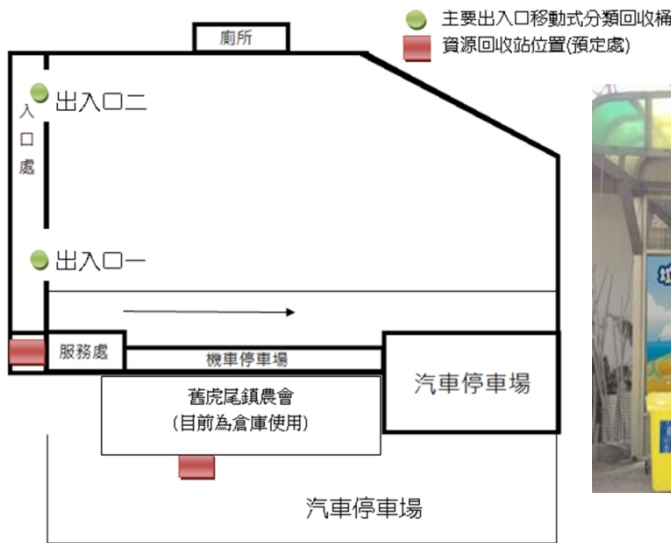 主要出入口移動式分類回收桶
資源回收站位置(預定處)
廁所
入口處
出入口二
出入口一
服務處
機車停車場
汽車停車場
舊虎尾鎮農會
(目前為倉庫使用)
汽車停車場